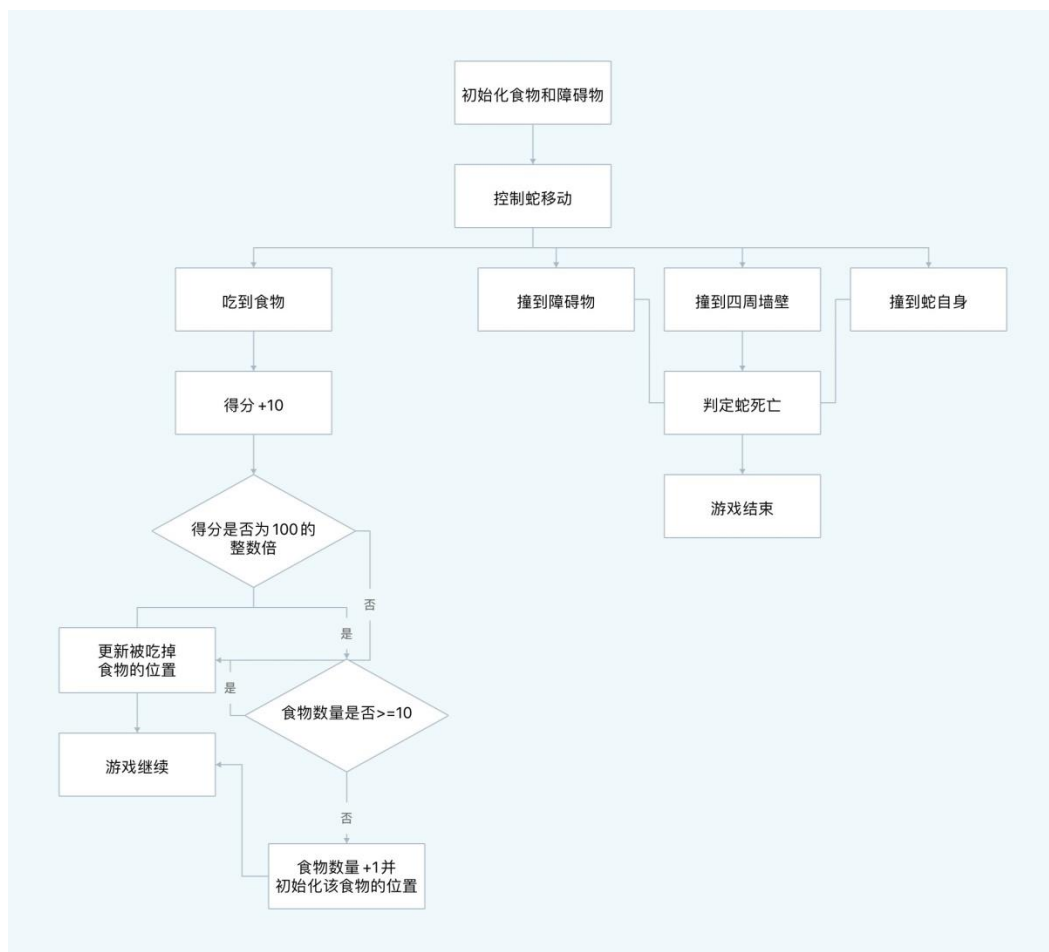 初始化食物和障碍物
控制蛇移动
吃到食物
撞到障碍物
撞到四周墙壁
撞到蛇自身
得分 +10
判定蛇死亡
游戏结束
得分是否为 100 的
整数倍
否
是
更新被吃掉
食物的位置
是
食物数量是否>=10
游戏继续
否
食物数量 +1 并
初始化该食物的位置